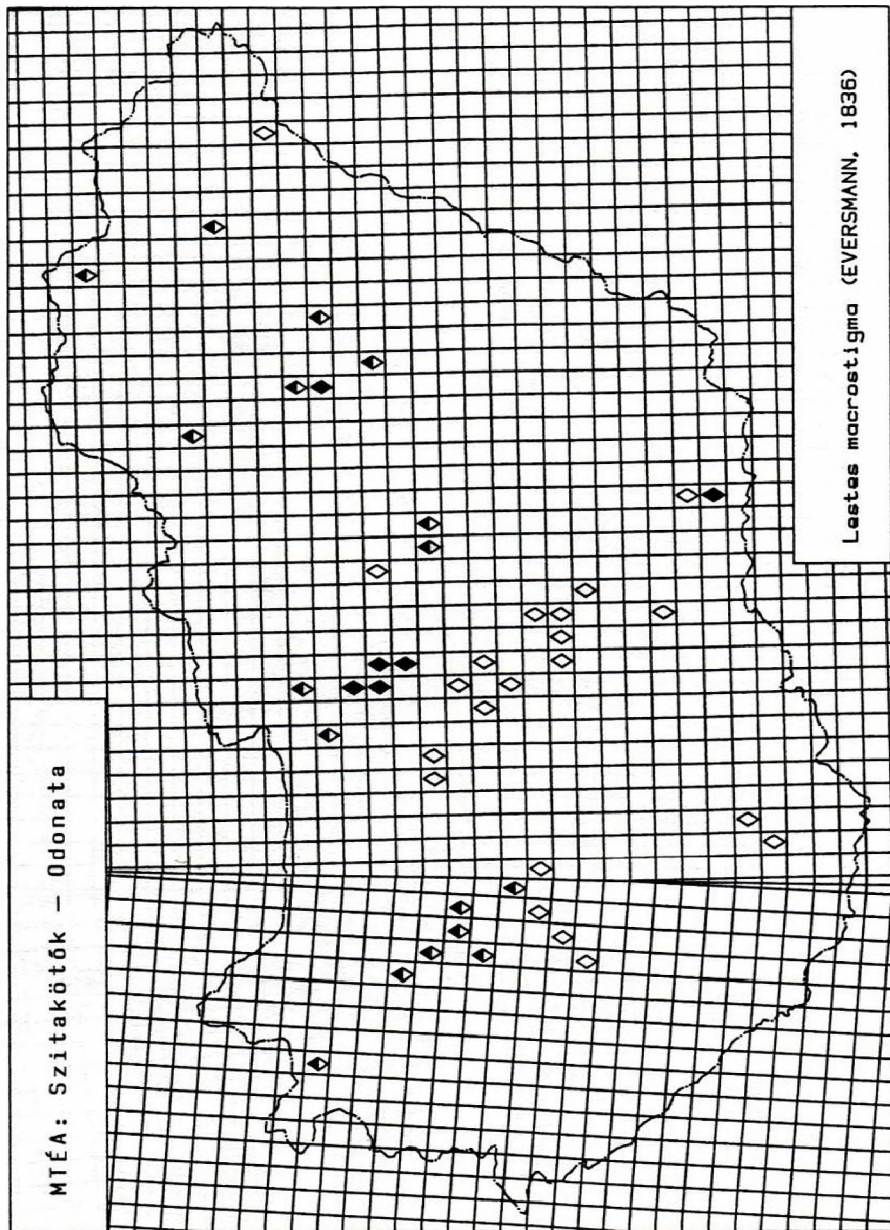 MTÉA: Szitakötők – Odonata
Lestes macrostigma (EVERSMANN, 1836)